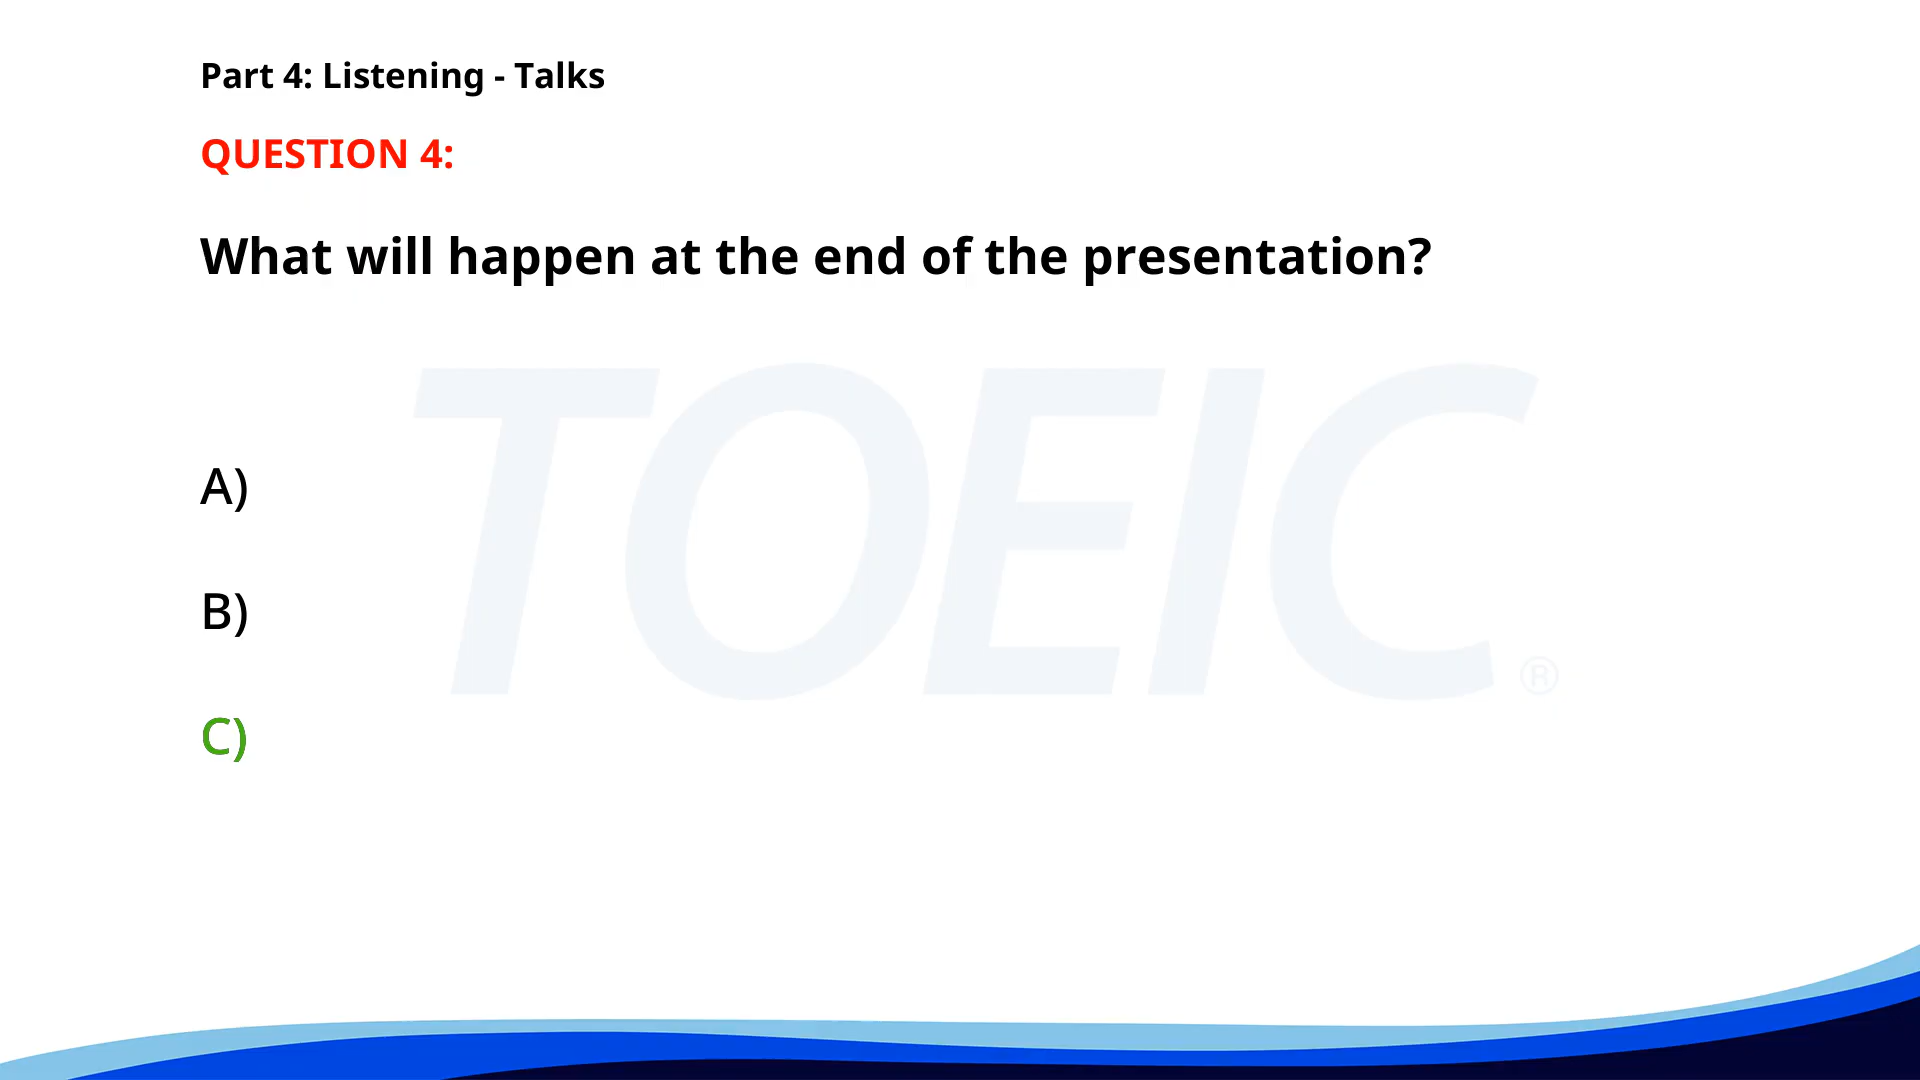 Part 4: Listening - Talks
QUESTION 4:
What will happen at the end of the presentation?
TOEIC®
A)
B)
C)